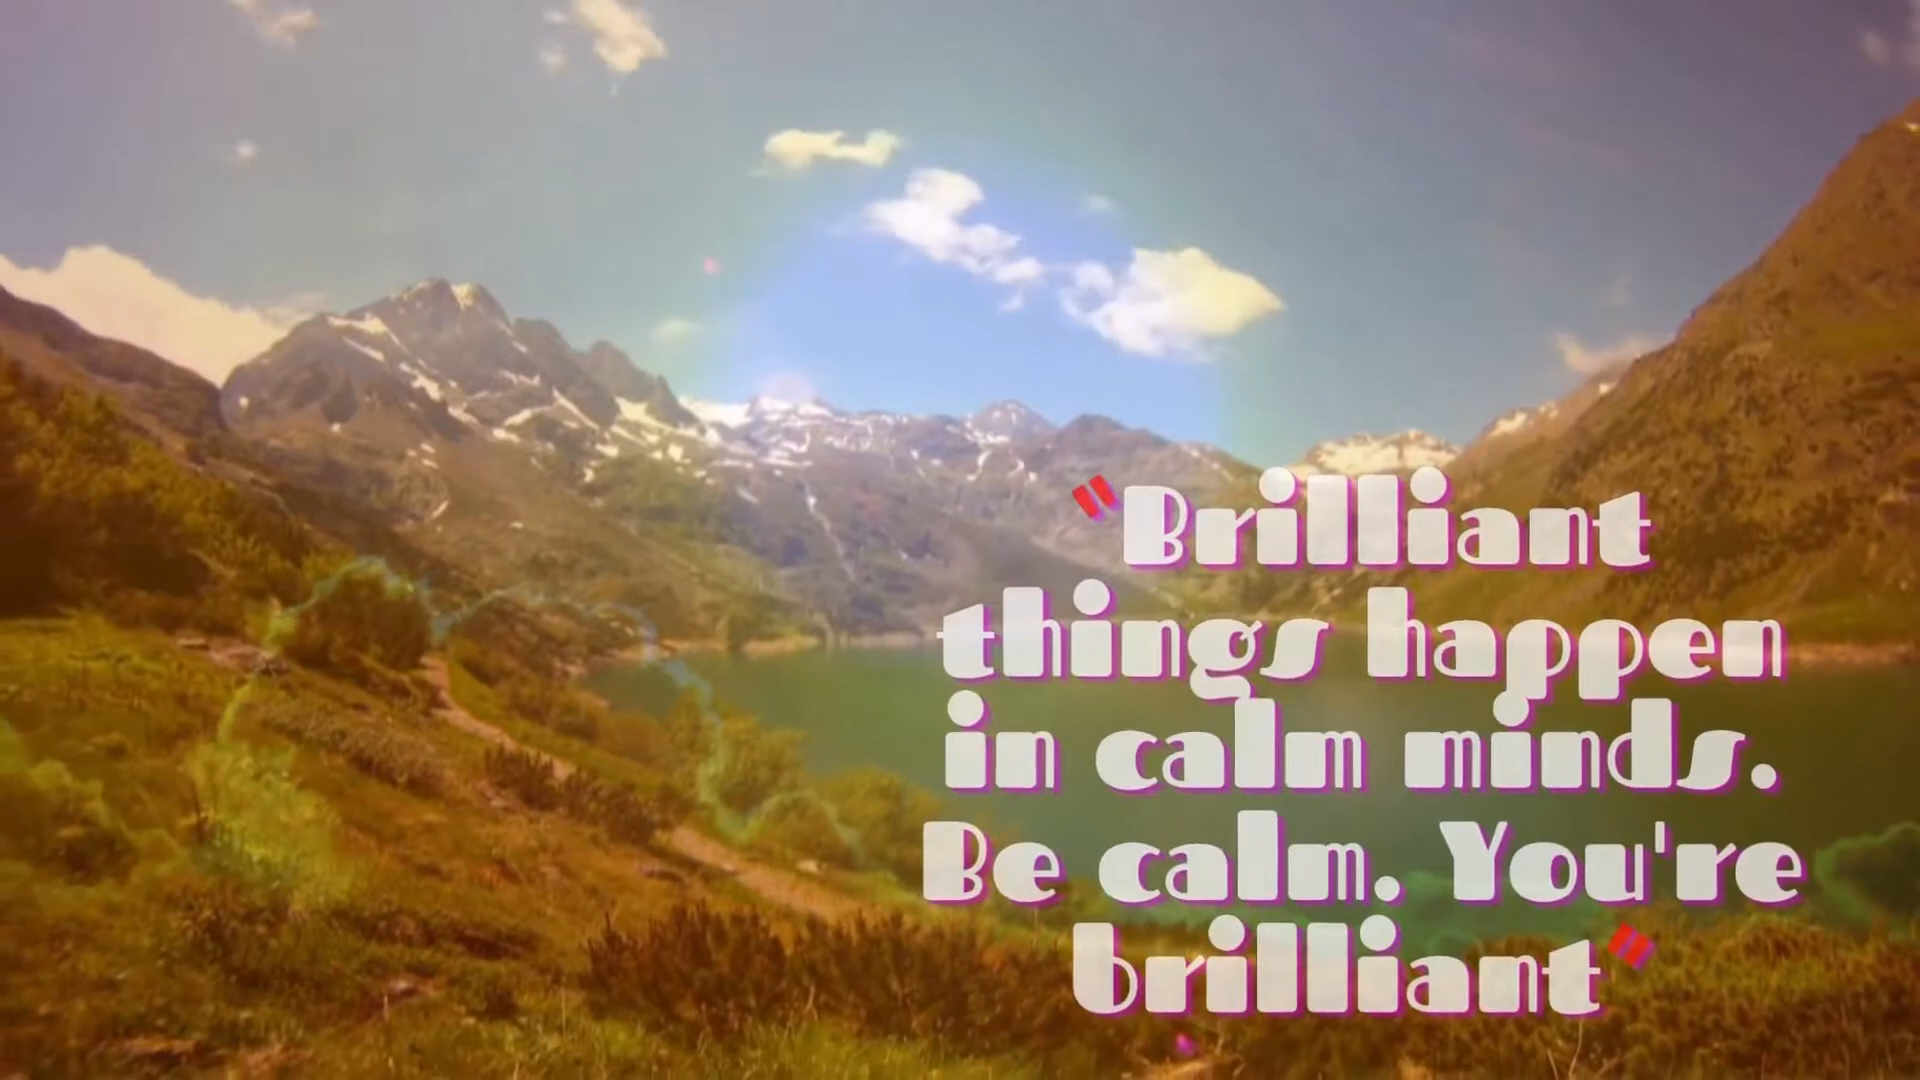 "Brilliant
things happen
in calm minds.
Be calm. You're
brilliant"